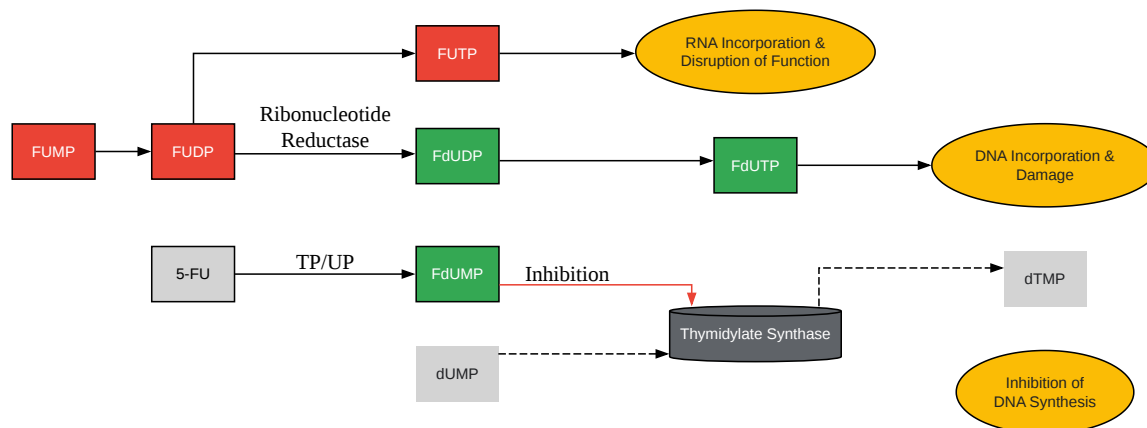 RNA Incorporation &
Disruption of Function
FUTP
Ribonucleotide
Reductase
FUMP
FUDP
FdUDP
FdUTP
DNA Incorporation &
Damage
5-FU
TP/UP
FdUMP
Inhibition
dTMP
Thymidylate Synthase
dUMP
Inhibition of
DNA Synthesis